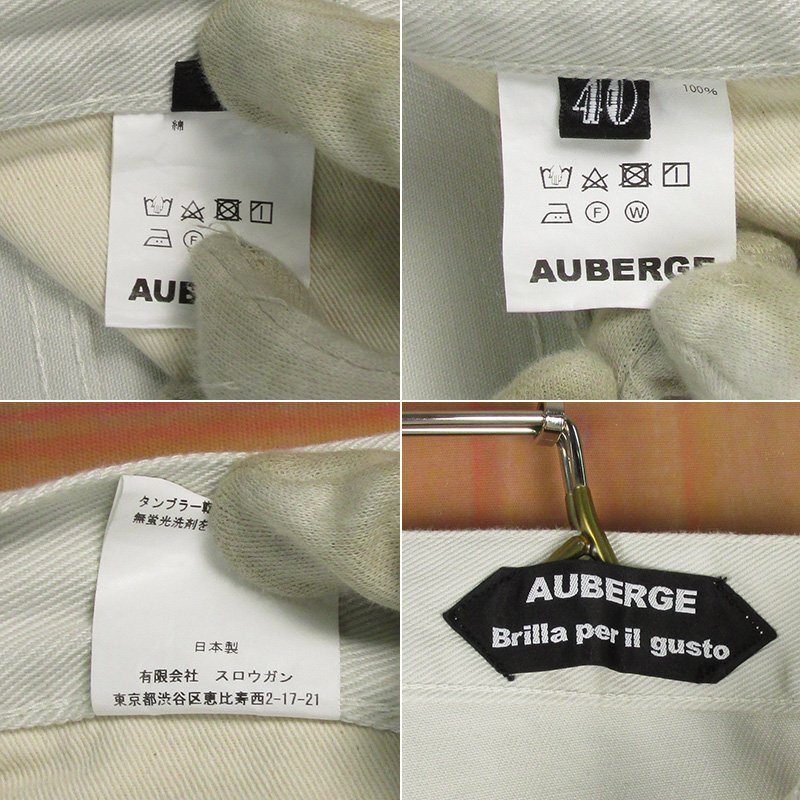 綿
AUBERGE
40
100%
F W
AUBERGE
タンブラー乾
無蛍光洗剤を
日本製
有限会社 スロウガン
東京都渋谷区恵比寿西2-17-21
AUBERGE
Brilla per il gusto